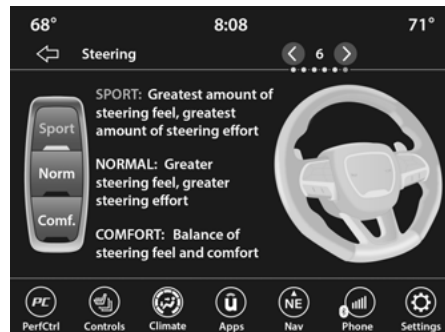 68° 8:08 71°
Steering 6
SPORT: Greatest amount of
steering feel, greatest
amount of steering effort
Sport
NORMAL: Greater
steering feel, greater
steering effort
Norm
COMFORT: Balance of
steering feel and comfort
Comf.
PC û NE
PerfCtrl Controls Climate Apps Nav Phone Settings